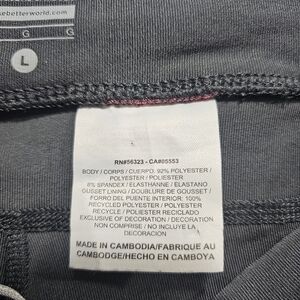 sebetterworld.com
G G
L
RN#56323 - CA#05553
BODY / CORPS / CUERPO: 92% POLYESTER /
POLYESTER / POLIESTER
8% SPANDEX / ELASTHANNE / ELASTANO
GUSSET LINING / DOUBLURE DE GOUSSET /
FORRO DEL PUENTE INTERIOR: 100%
RECYCLED POLYESTER / POLYESTER
RECYCLE / POLIESTER RECICLADO
EXCLUSIVE OF DECORATION / DECORATION
NON COMPRISE / NO INCLUYE LA
DECORACIÓN
MADE IN CAMBODIA/FABRIQUE AU
CAMBODGE/HECHO EN CAMBOYA